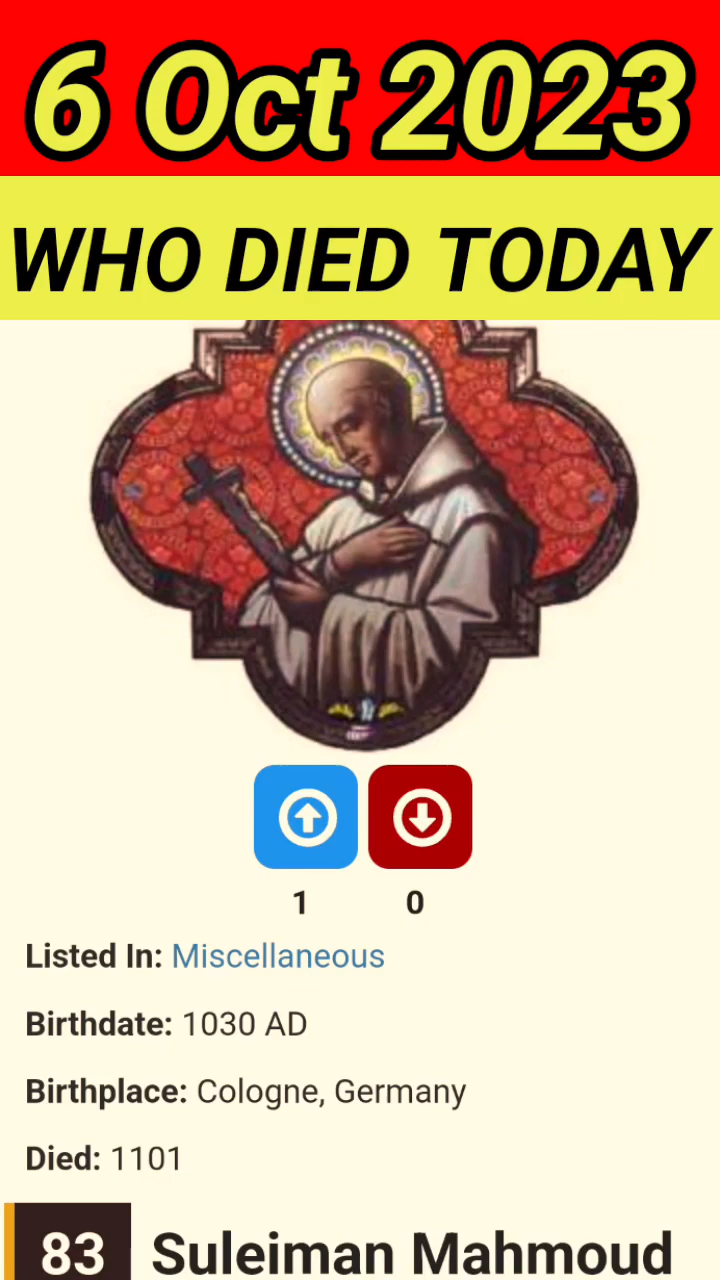 6 Oct 2023
WHO DIED TODAY
1 0
Listed In: Miscellaneous
Birthdate: 1030 AD
Birthplace: Cologne, Germany
Died: 1101
83 Suleiman Mahmoud